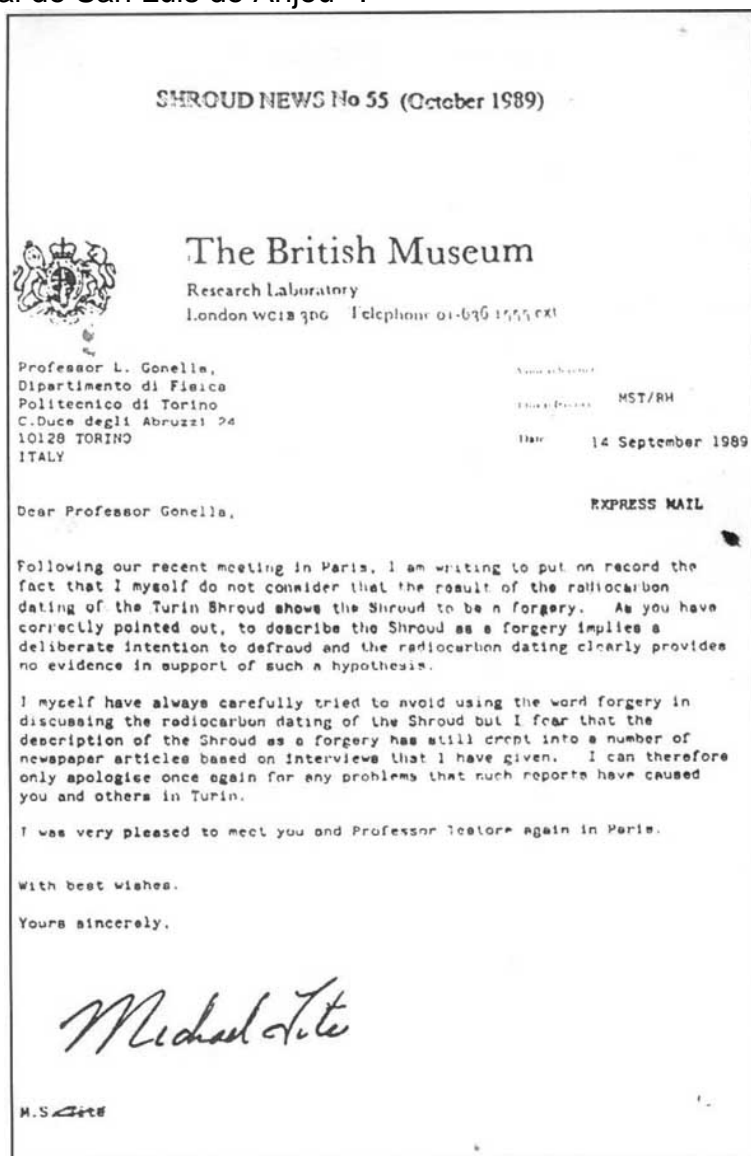 al de San Luis de Anjou
SHROUD NEWS No 55 (October 1989)
The British Museum
Research Laboratory
London WC1B 3DG Telephone 01-636 1555 ext
Professor L. Gonella,
Dipartimento di Fisica
Politecnico di Torino
C.Duca degli Abruzzi 24
10128 TORINO
ITALY
MST/RH
Date 14 September 1989
EXPRESS MAIL
Dear Professor Gonella,
Following our recent meeting in Paris, I am writing to put on record the
fact that I myself do not consider that the result of the radiocarbon
dating of the Turin Shroud shows the Shroud to be a forgery. As you have
correctly pointed out, to describe the Shroud as a forgery implies a
deliberate intention to defraud and the radiocarbon dating clearly provides
no evidence in support of such a hypothesis.
I myself have always carefully tried to avoid using the word forgery in
discussing the radiocarbon dating of the Shroud but I fear that the
description of the Shroud as a forgery has still crept into a number of
newspaper articles based on interviews that I have given. I can therefore
only apologise once again for any problems that such reports have caused
you and others in Turin.
I was very pleased to meet you and Professor Testore again in Paris.
With best wishes.
Yours sincerely,
Michael Tite
M.S.Tite